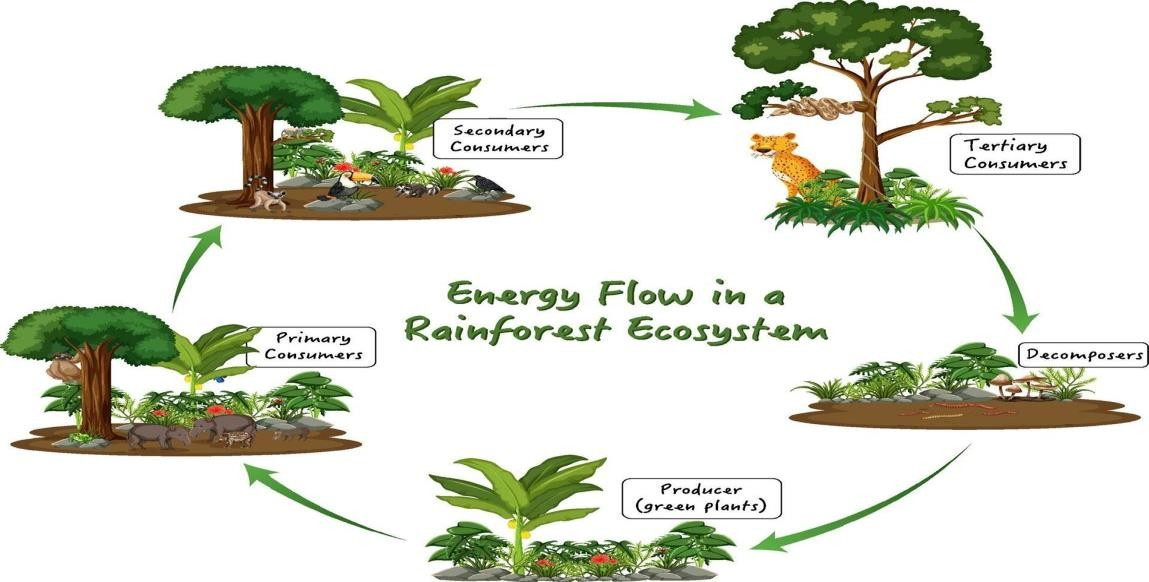 Secondary
Consumers
Tertiary
Consumers
Energy Flow in a
Rainforest Ecosystem
Primary
Consumers
Decomposers
Producer
(green plants)